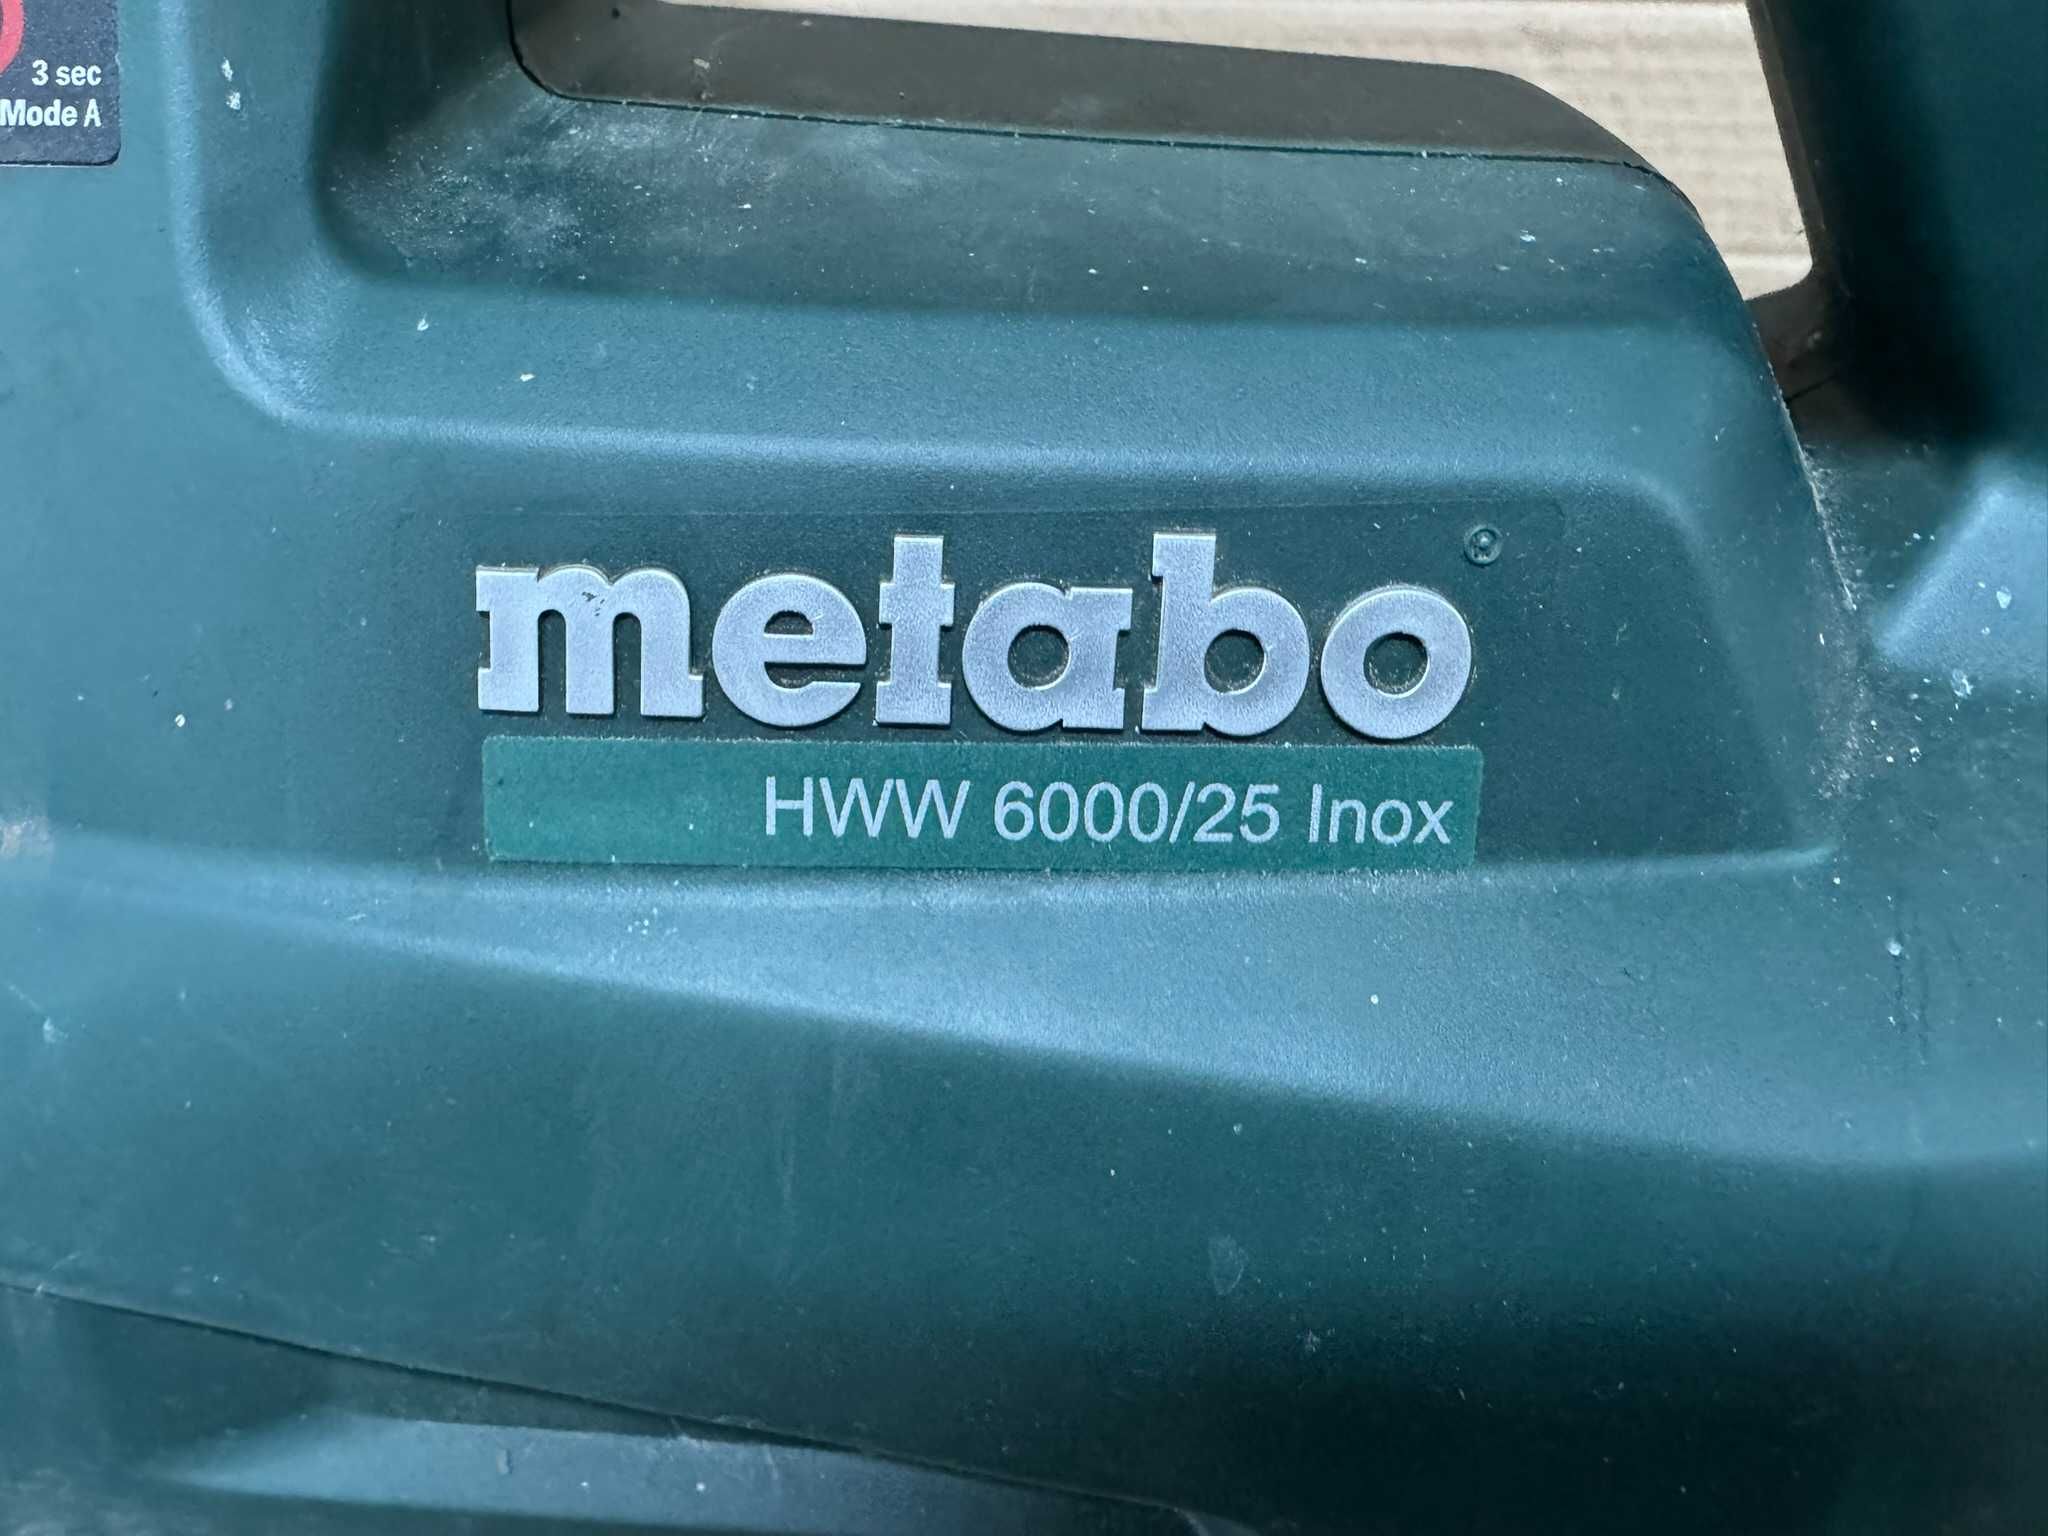 3 sec
Mode A
metabo®
HWW 6000/25 Inox